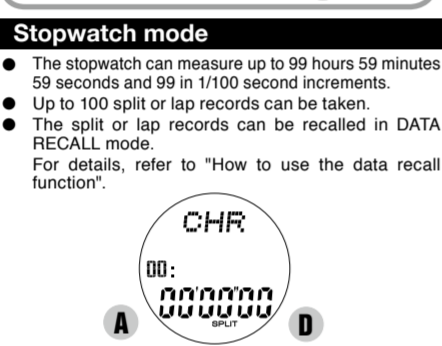 Stopwatch mode
● The stopwatch can measure up to 99 hours 59 minutes
59 seconds and 99 in 1/100 second increments.
● Up to 100 split or lap records can be taken.
● The split or lap records can be recalled in DATA
RECALL mode.
For details, refer to "How to use the data recall
function".
CHR
00:
00'00"00
SPLIT
A D